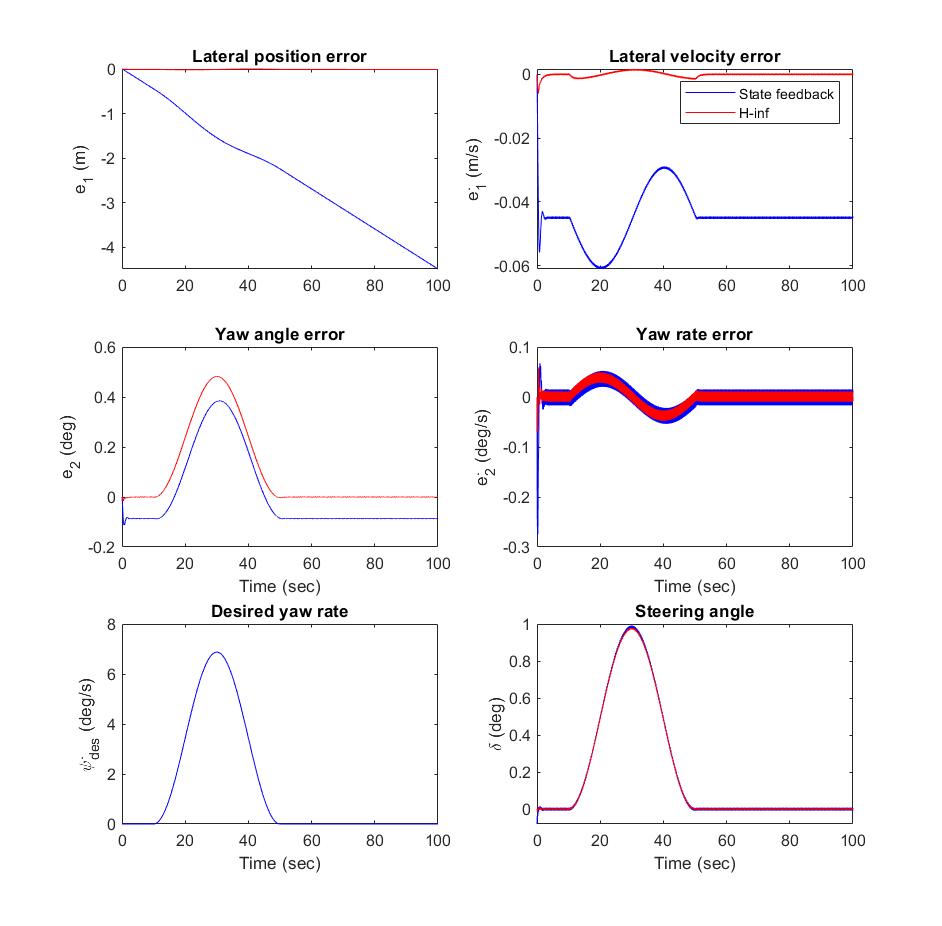 Lateral position error
Lateral velocity error
0
-1
-2
-3
-4
e1 (m)
0 20 40 60 80 100
0
-0.02
-0.04
-0.06
ė1 (m/s)
State feedback
H-inf
0 20 40 60 80 100
Yaw angle error
Yaw rate error
0.6
0.4
0.2
0
-0.2
e2 (deg)
0 20 40 60 80 100
Time (sec)
0.1
0
-0.1
-0.2
-0.3
ė2 (deg/s)
0 20 40 60 80 100
Time (sec)
Desired yaw rate
Steering angle
8
6
4
2
0
ψ̇des (deg/s)
0 20 40 60 80 100
Time (sec)
1
0.8
0.6
0.4
0.2
0
δ (deg)
0 20 40 60 80 100
Time (sec)